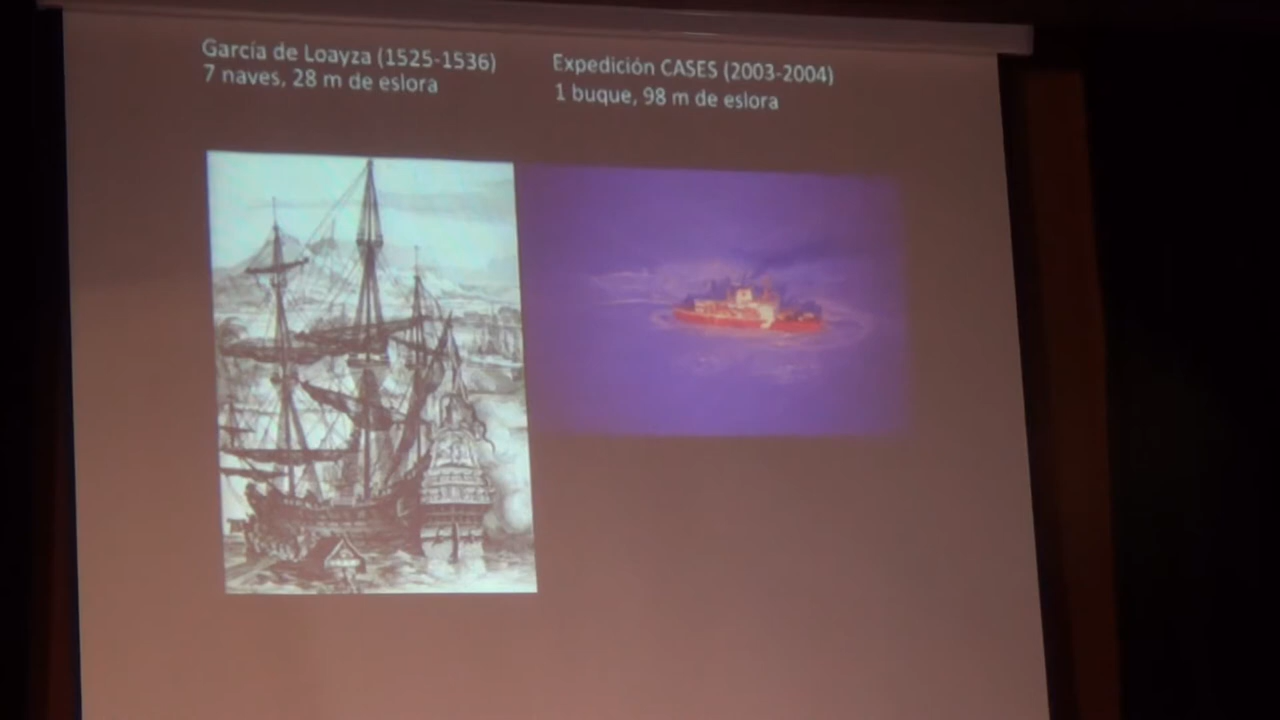 García de Loayza (1525-1536)
7 naves, 28 m de eslora
Expedición CASES (2003-2004)
1 buque, 98 m de eslora